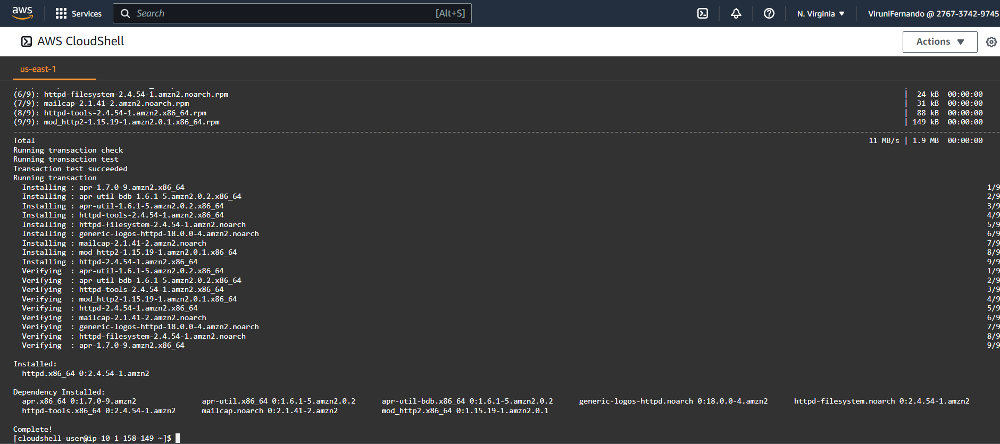 aws Services Search [Alt+S] N. Virginia ViruniFernando @ 2767-3742-9745
AWS CloudShell Actions
us-east-1
(6/9): httpd-filesystem-2.4.54-1.amzn2.noarch.rpm | 24 kB 00:00:00
(7/9): mailcap-2.1.41-2.amzn2.noarch.rpm | 31 kB 00:00:00
(8/9): httpd-tools-2.4.54-1.amzn2.x86_64.rpm | 88 kB 00:00:00
(9/9): mod_http2-1.15.19-1.amzn2.0.1.x86_64.rpm | 149 kB 00:00:00
Total 11 MB/s | 1.9 MB 00:00:00
Running transaction check
Running transaction test
Transaction test succeeded
Running transaction
Installing : apr-1.7.0-9.amzn2.x86_64 1/9
Installing : apr-util-bdb-1.6.1-5.amzn2.0.2.x86_64 2/9
Installing : apr-util-1.6.1-5.amzn2.0.2.x86_64 3/9
Installing : httpd-tools-2.4.54-1.amzn2.x86_64 4/9
Installing : httpd-filesystem-2.4.54-1.amzn2.noarch 5/9
Installing : generic-logos-httpd-18.0.0-4.amzn2.noarch 6/9
Installing : mailcap-2.1.41-2.amzn2.noarch 7/9
Installing : mod_http2-1.15.19-1.amzn2.0.1.x86_64 8/9
Installing : httpd-2.4.54-1.amzn2.x86_64 9/9
Verifying : apr-util-1.6.1-5.amzn2.0.2.x86_64 1/9
Verifying : apr-util-bdb-1.6.1-5.amzn2.0.2.x86_64 2/9
Verifying : httpd-tools-2.4.54-1.amzn2.x86_64 3/9
Verifying : mod_http2-1.15.19-1.amzn2.0.1.x86_64 4/9
Verifying : httpd-2.4.54-1.amzn2.x86_64 5/9
Verifying : mailcap-2.1.41-2.amzn2.noarch 6/9
Verifying : generic-logos-httpd-18.0.0-4.amzn2.noarch 7/9
Verifying : httpd-filesystem-2.4.54-1.amzn2.noarch 8/9
Verifying : apr-1.7.0-9.amzn2.x86_64 9/9
Installed:
httpd.x86_64 0:2.4.54-1.amzn2
Dependency Installed:
apr.x86_64 0:1.7.0-9.amzn2 apr-util.x86_64 0:1.6.1-5.amzn2.0.2 apr-util-bdb.x86_64 0:1.6.1-5.amzn2.0.2 generic-logos-httpd.noarch 0:18.0.0-4.amzn2 httpd-filesystem.noarch 0:2.4.54-1.amzn2
httpd-tools.x86_64 0:2.4.54-1.amzn2 mailcap.noarch 0:2.1.41-2.amzn2 mod_http2.x86_64 0:1.15.19-1.amzn2.0.1
Complete!
[cloudshell-user@ip-10-1-158-149 ~]$